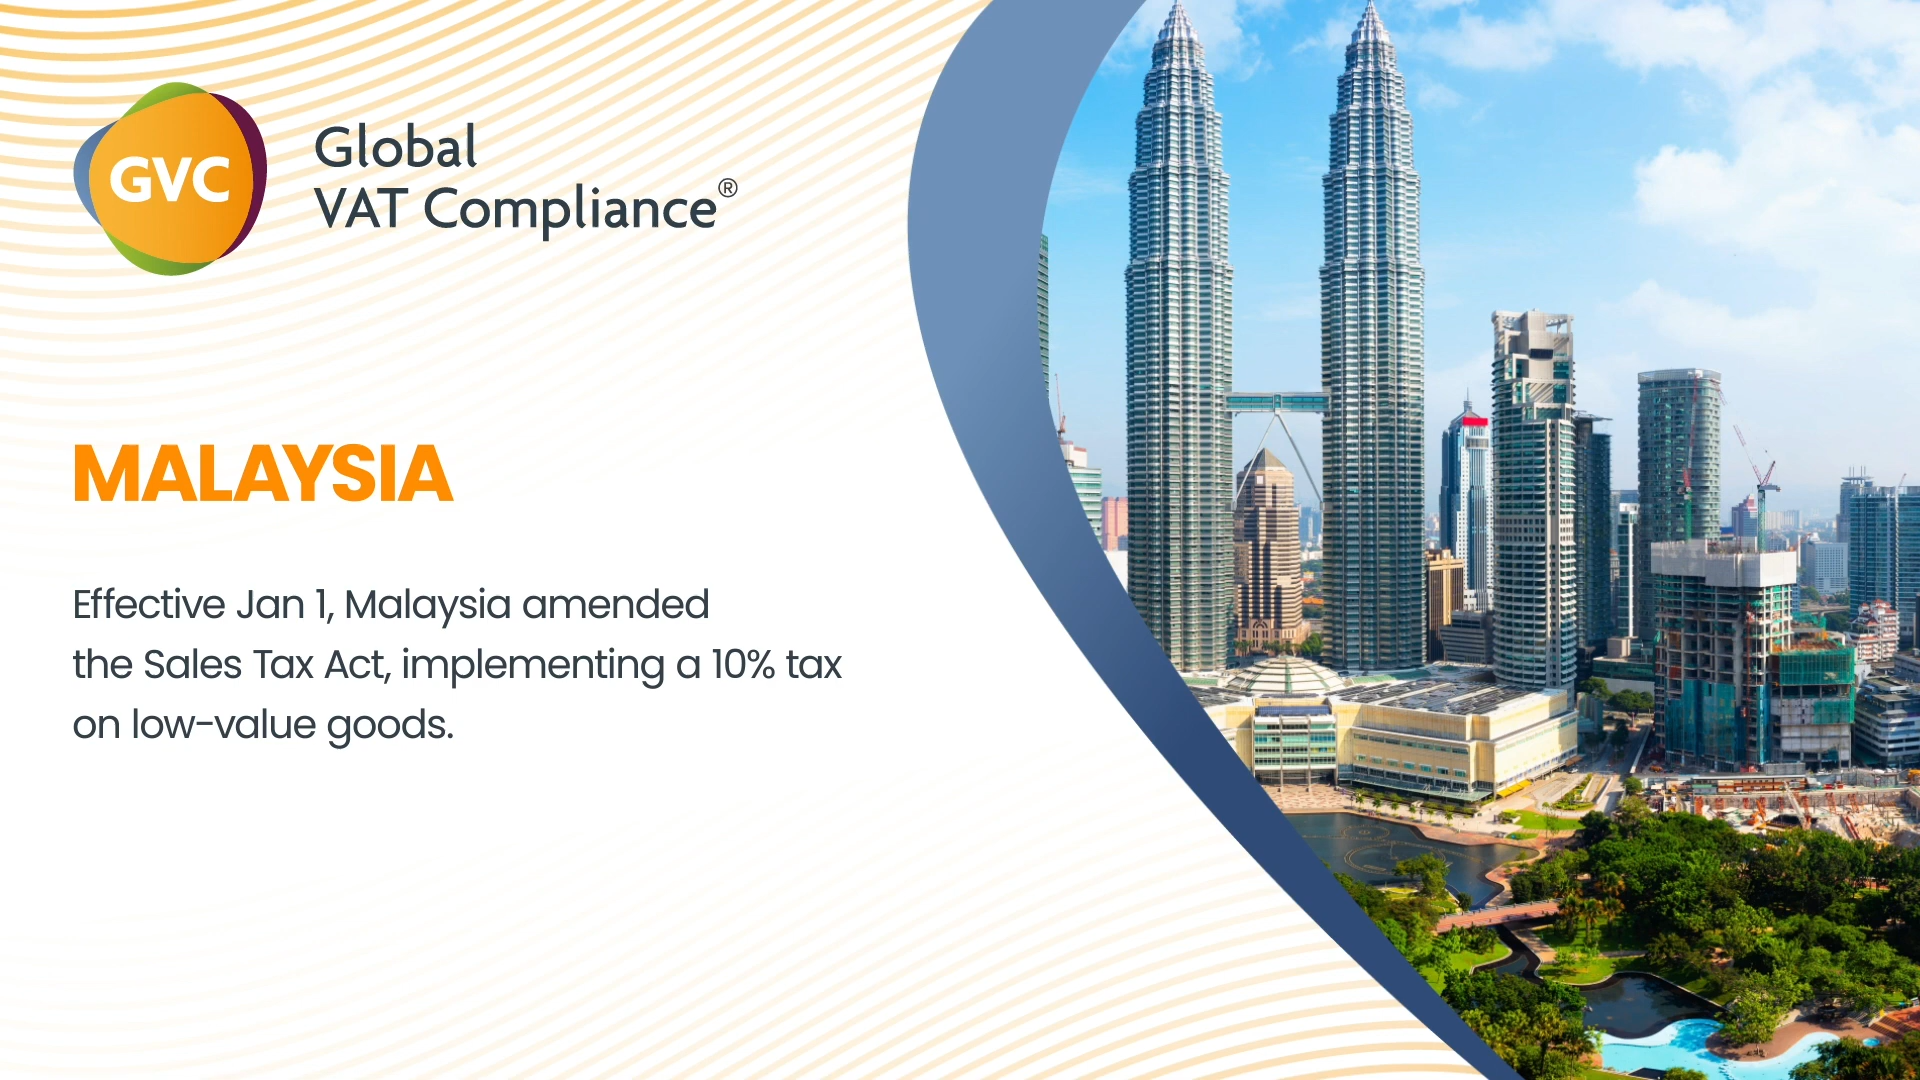 GVC
Global
VAT Compliance®
MALAYSIA
Effective Jan 1, Malaysia amended
the Sales Tax Act, implementing a 10% tax
on low-value goods.